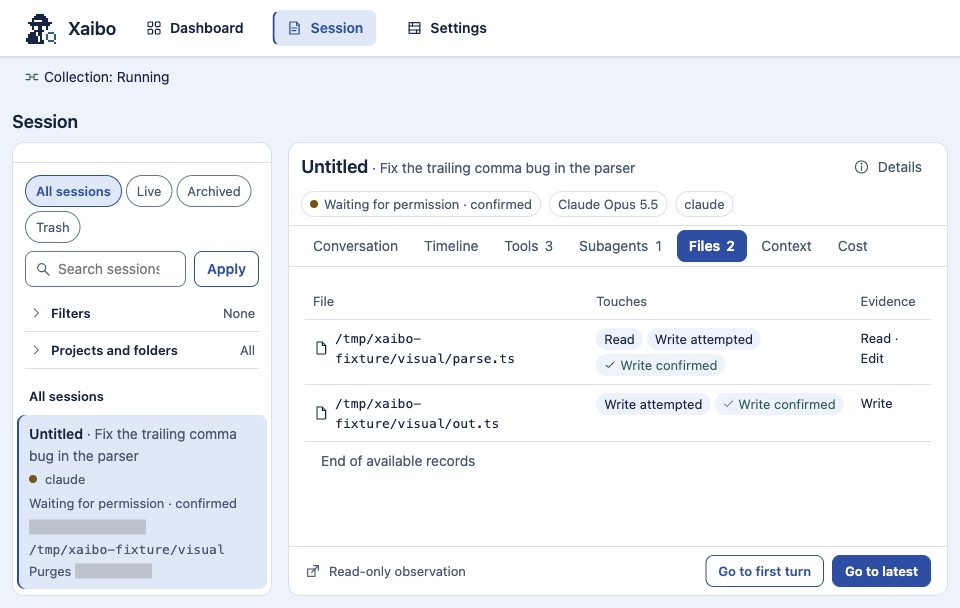 Xaibo
Dashboard
Session
Settings
Collection: Running
Session
All sessions
Live
Archived
Trash
Search sessions
Apply
Filters
None
Projects and folders
All
All sessions
Untitled · Fix the trailing comma
bug in the parser
claude
Waiting for permission · confirmed
/tmp/xaibo-fixture/visual
Purges
Untitled · Fix the trailing comma bug in the parser
Details
Waiting for permission · confirmed
Claude Opus 5.5
claude
Conversation
Timeline
Tools 3
Subagents 1
Files 2
Context
Cost
File
Touches
Evidence
/tmp/xaibo-
fixture/visual/parse.ts
Read
Write attempted
Write confirmed
Read ·
Edit
/tmp/xaibo-
fixture/visual/out.ts
Write attempted
Write confirmed
Write
End of available records
Read-only observation
Go to first turn
Go to latest